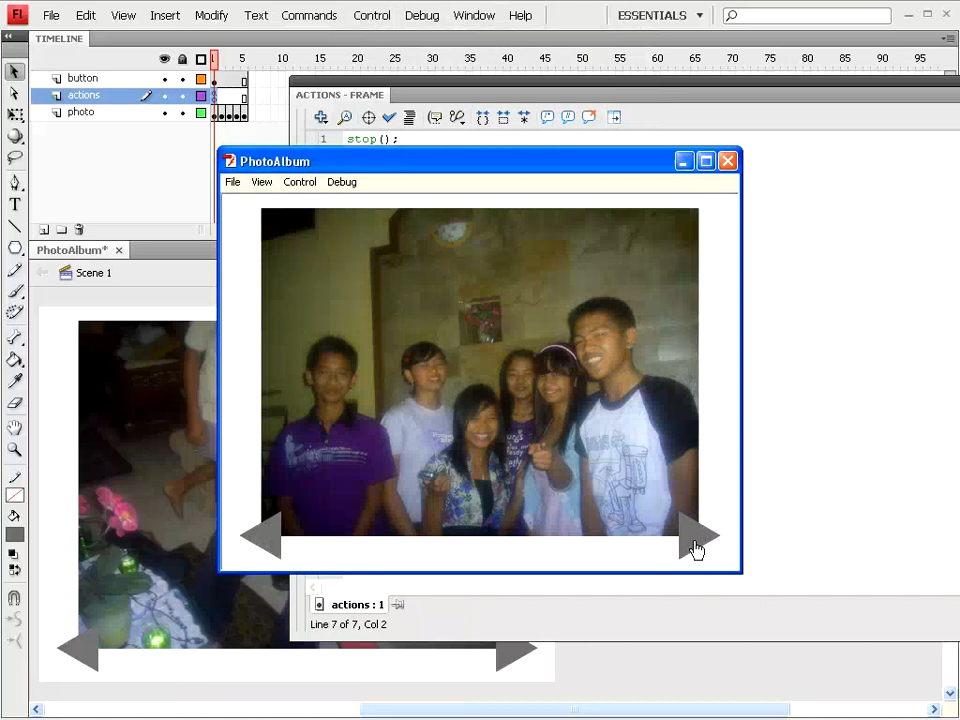 Fl File Edit View Insert Modify Text Commands Control Debug Window Help ESSENTIALS
TIMELINE
1 5 10 15 20 25 30 35 40 45 50 55 60 65 70 75 80 85 90 95
button
actions
photo
ACTIONS - FRAME
1 stop();
PhotoAlbum
File View Control Debug
PhotoAlbum*
Scene 1
actions : 1
Line 7 of 7, Col 2